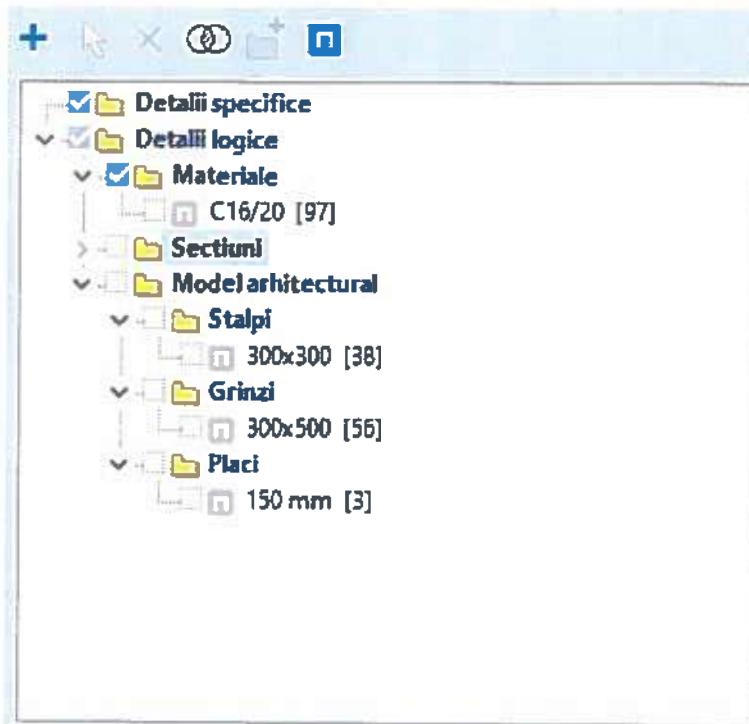 Detalii specifice
Detalii logice
Materiale
C16/20 [97]
Sectiuni
Model arhitectural
Stalpi
300x300 [38]
Grinzi
300x500 [56]
Placi
150 mm [3]